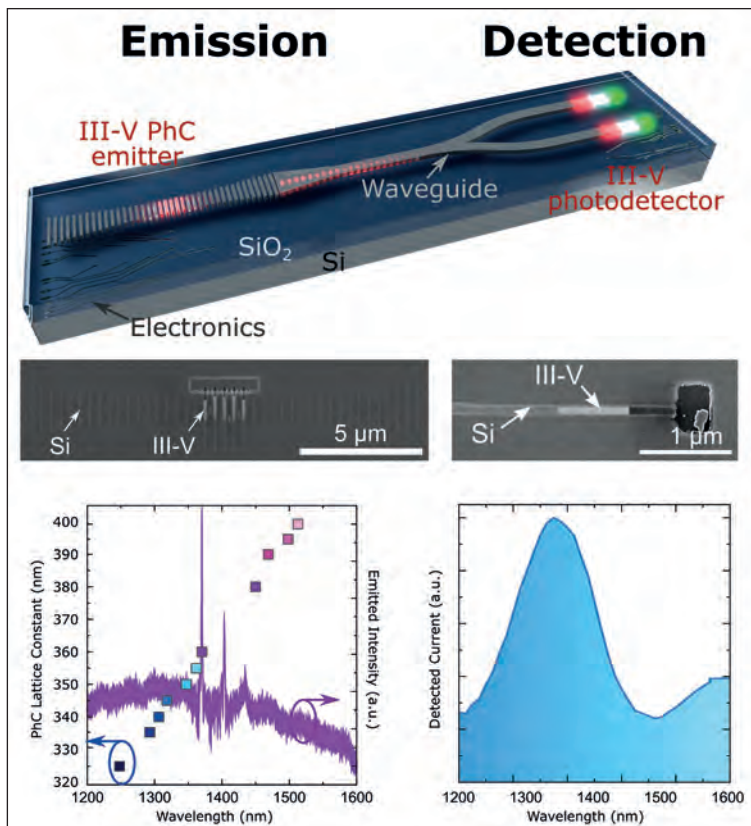 Emission Detection
III-V PhC
emitter
Waveguide
III-V
photodetector
SiO2
Si
Electronics
Si
III-V
5 µm
III-V
Si
1 µm
400
390
380
370
360
350
340
330
320
PhC Lattice Constant (nm)
Emitted Intensity (a.u.)
1200 1300 1400 1500 1600
Wavelength (nm)
Detected Current (a.u.)
1200 1300 1400 1500 1600
Wavelength (nm)